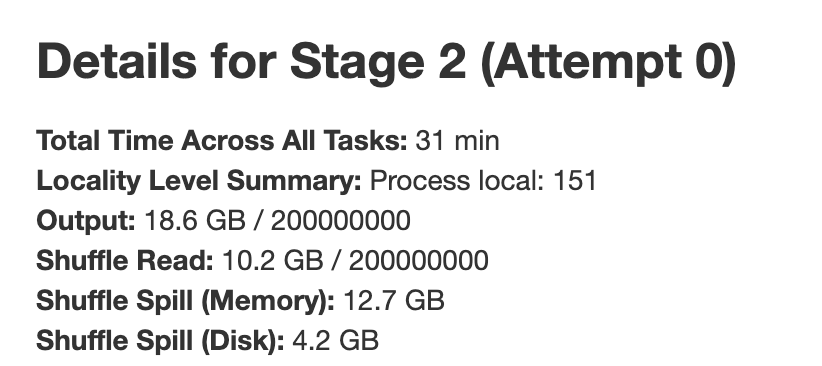 Details for Stage 2 (Attempt 0)
Total Time Across All Tasks: 31 min
Locality Level Summary: Process local: 151
Output: 18.6 GB / 200000000
Shuffle Read: 10.2 GB / 200000000
Shuffle Spill (Memory): 12.7 GB
Shuffle Spill (Disk): 4.2 GB